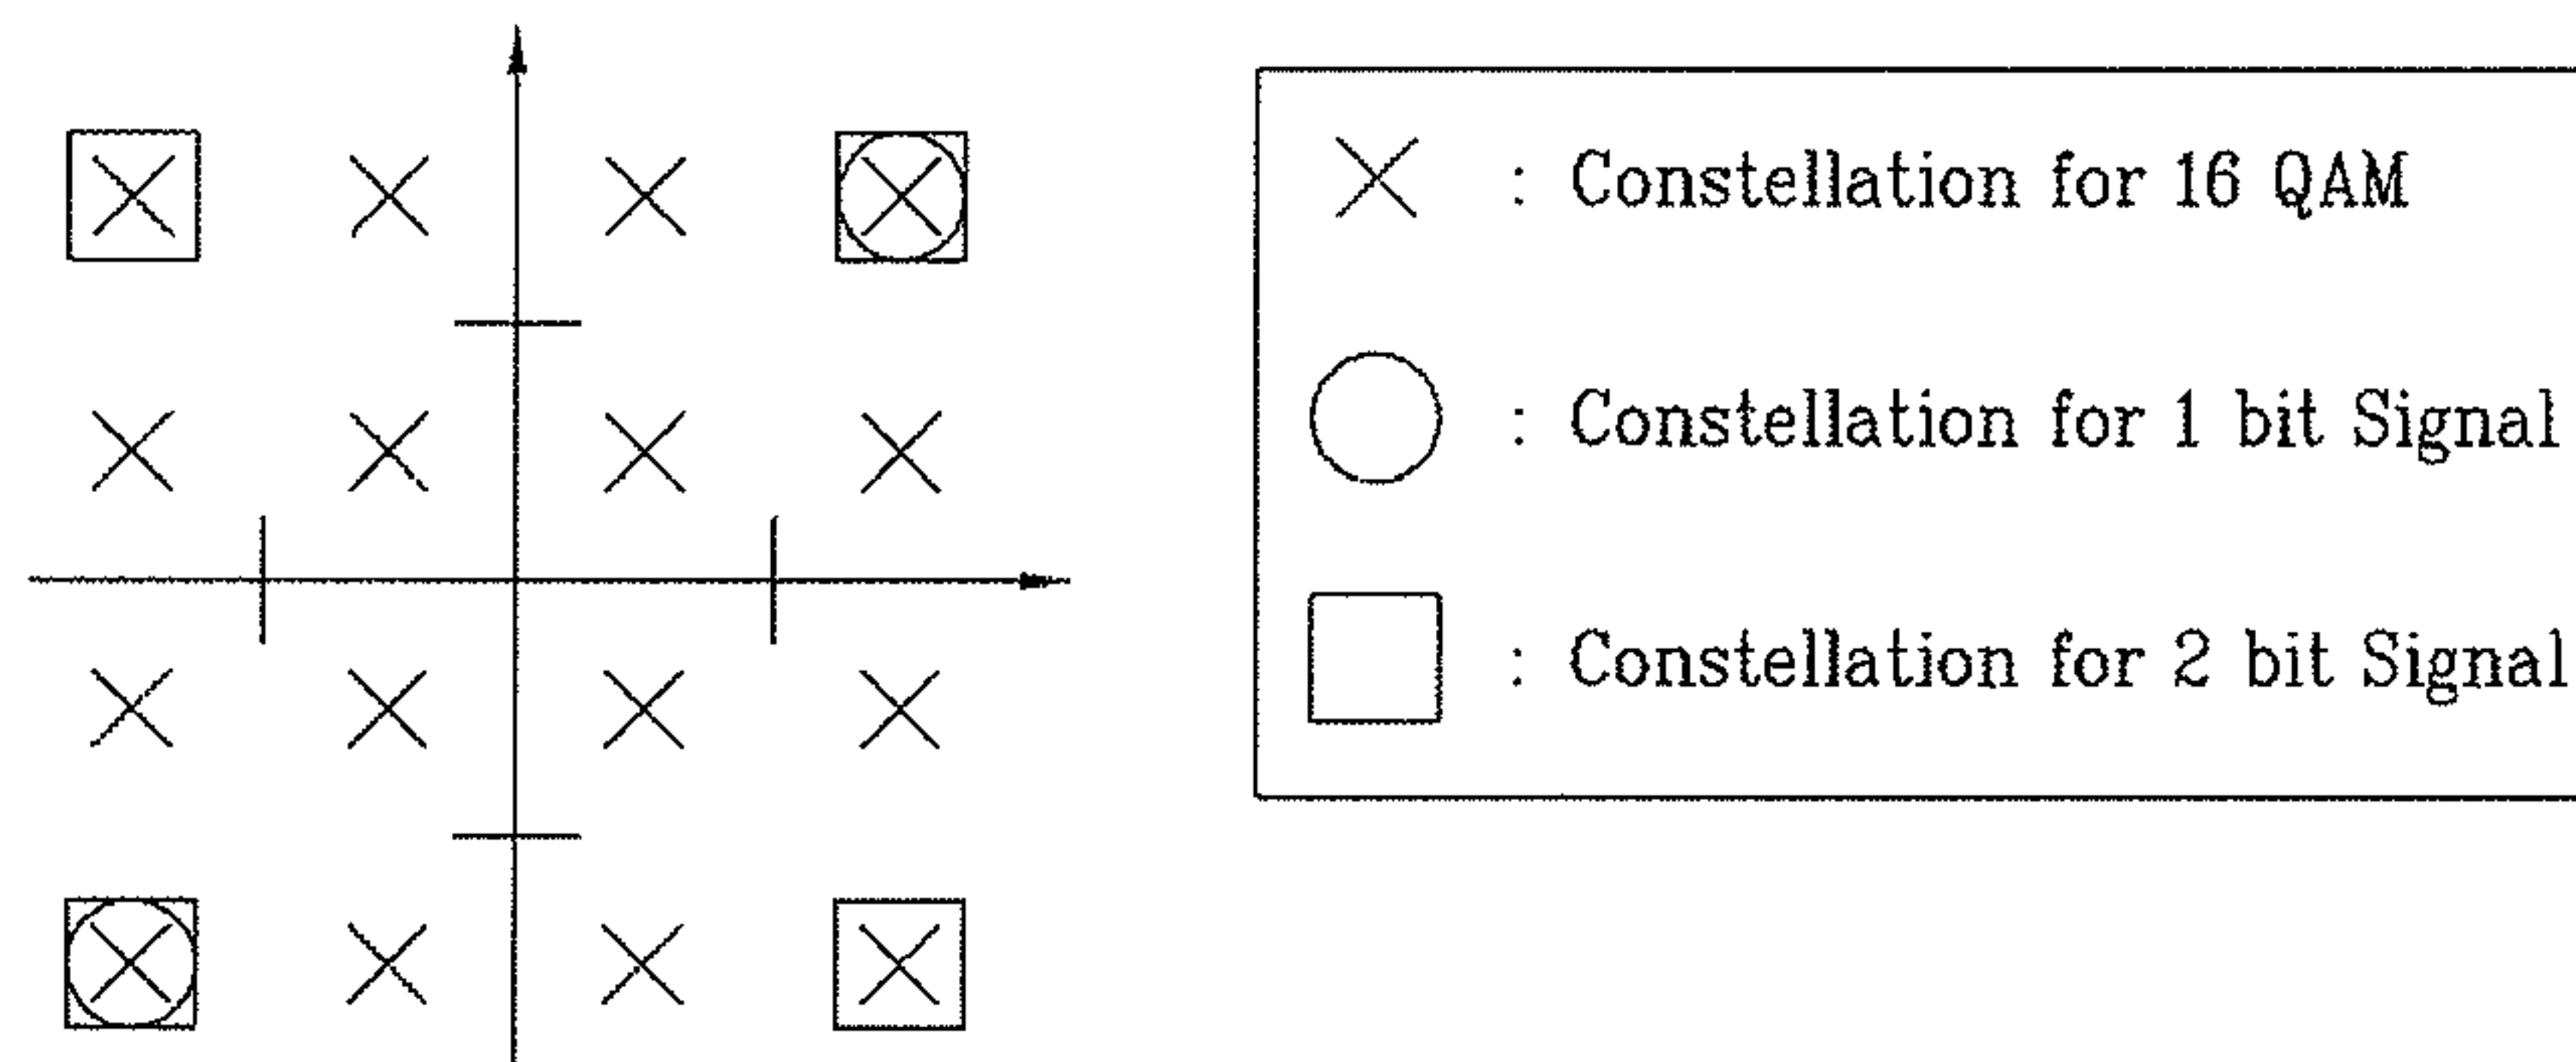 : Constellation for 16 QAM
: Constellation for 1 bit Signal
: Constellation for 2 bit Signal